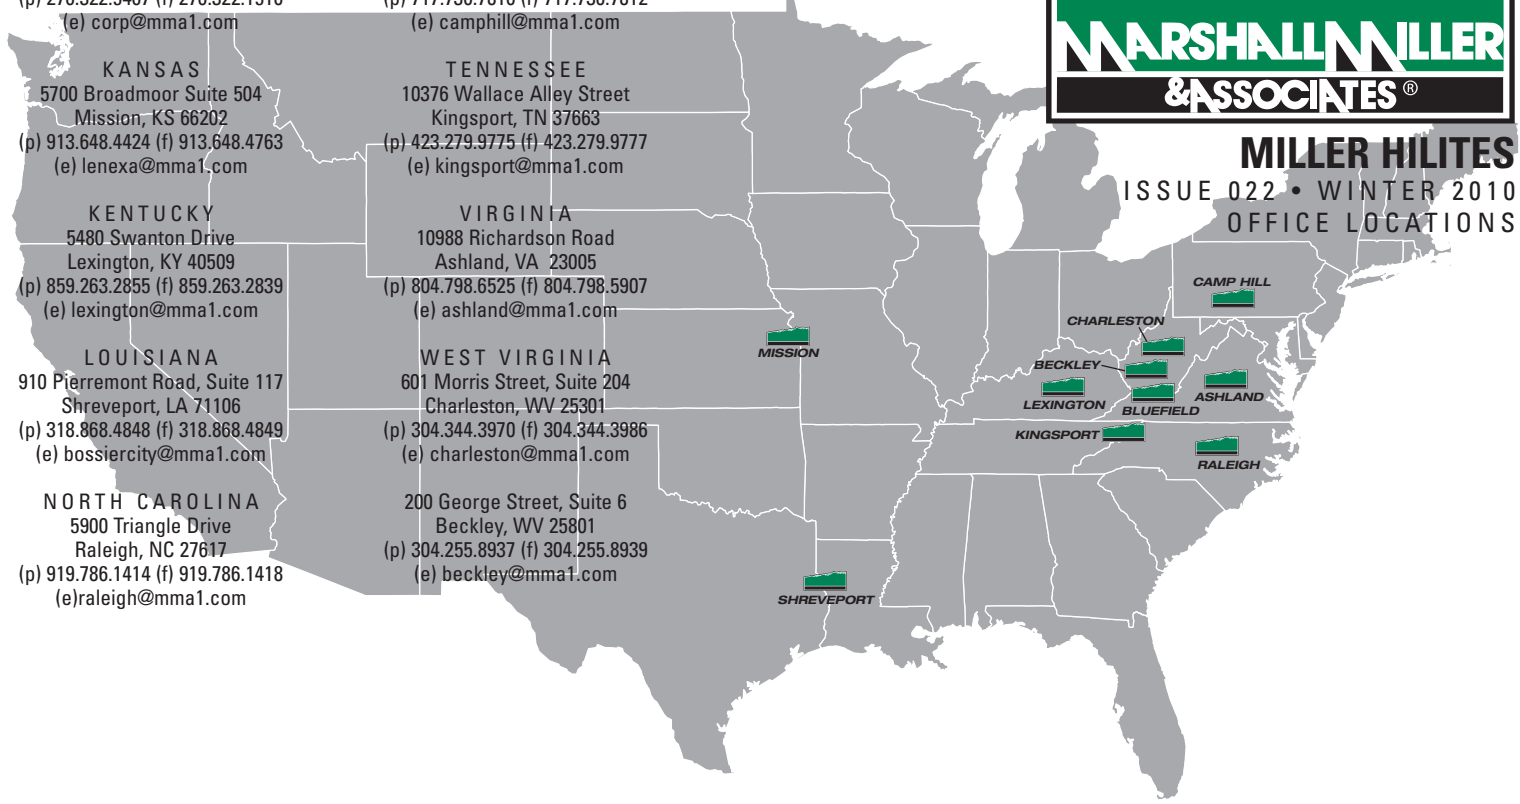 (e) corp@mma1.com
KANSAS
5700 Broadmoor Suite 504
Mission, KS 66202
(p) 913.648.4424 (f) 913.648.4763
(e) lenexa@mma1.com
KENTUCKY
5480 Swanton Drive
Lexington, KY 40509
(p) 859.263.2855 (f) 859.263.2839
(e) lexington@mma1.com
LOUISIANA
910 Pierremont Road, Suite 117
Shreveport, LA 71106
(p) 318.868.4848 (f) 318.868.4849
(e) bossiercity@mma1.com
NORTH CAROLINA
5900 Triangle Drive
Raleigh, NC 27617
(p) 919.786.1414 (f) 919.786.1418
(e)raleigh@mma1.com
(e) camphill@mma1.com
TENNESSEE
10376 Wallace Alley Street
Kingsport, TN 37663
(p) 423.279.9775 (f) 423.279.9777
(e) kingsport@mma1.com
VIRGINIA
10988 Richardson Road
Ashland, VA 23005
(p) 804.798.6525 (f) 804.798.5907
(e) ashland@mma1.com
WEST VIRGINIA
601 Morris Street, Suite 204
Charleston, WV 25301
(p) 304.344.3970 (f) 304.344.3986
(e) charleston@mma1.com
200 George Street, Suite 6
Beckley, WV 25801
(p) 304.255.8937 (f) 304.255.8939
(e) beckley@mma1.com
MARSHALL MILLER
&ASSOCIATES ®
MILLER HILITES
ISSUE 022 • WINTER 2010
OFFICE LOCATIONS
CAMP HILL
CHARLESTON
MISSION
BECKLEY
LEXINGTON
BLUEFIELD
ASHLAND
KINGSPORT
RALEIGH
SHREVEPORT